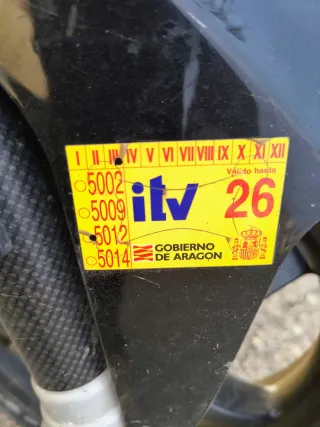 I II III IV V VI VII VIII IX X XI XII
Válido hasta
5002
5009
5012
5014
itv
26
GOBIERNO
DE ARAGON